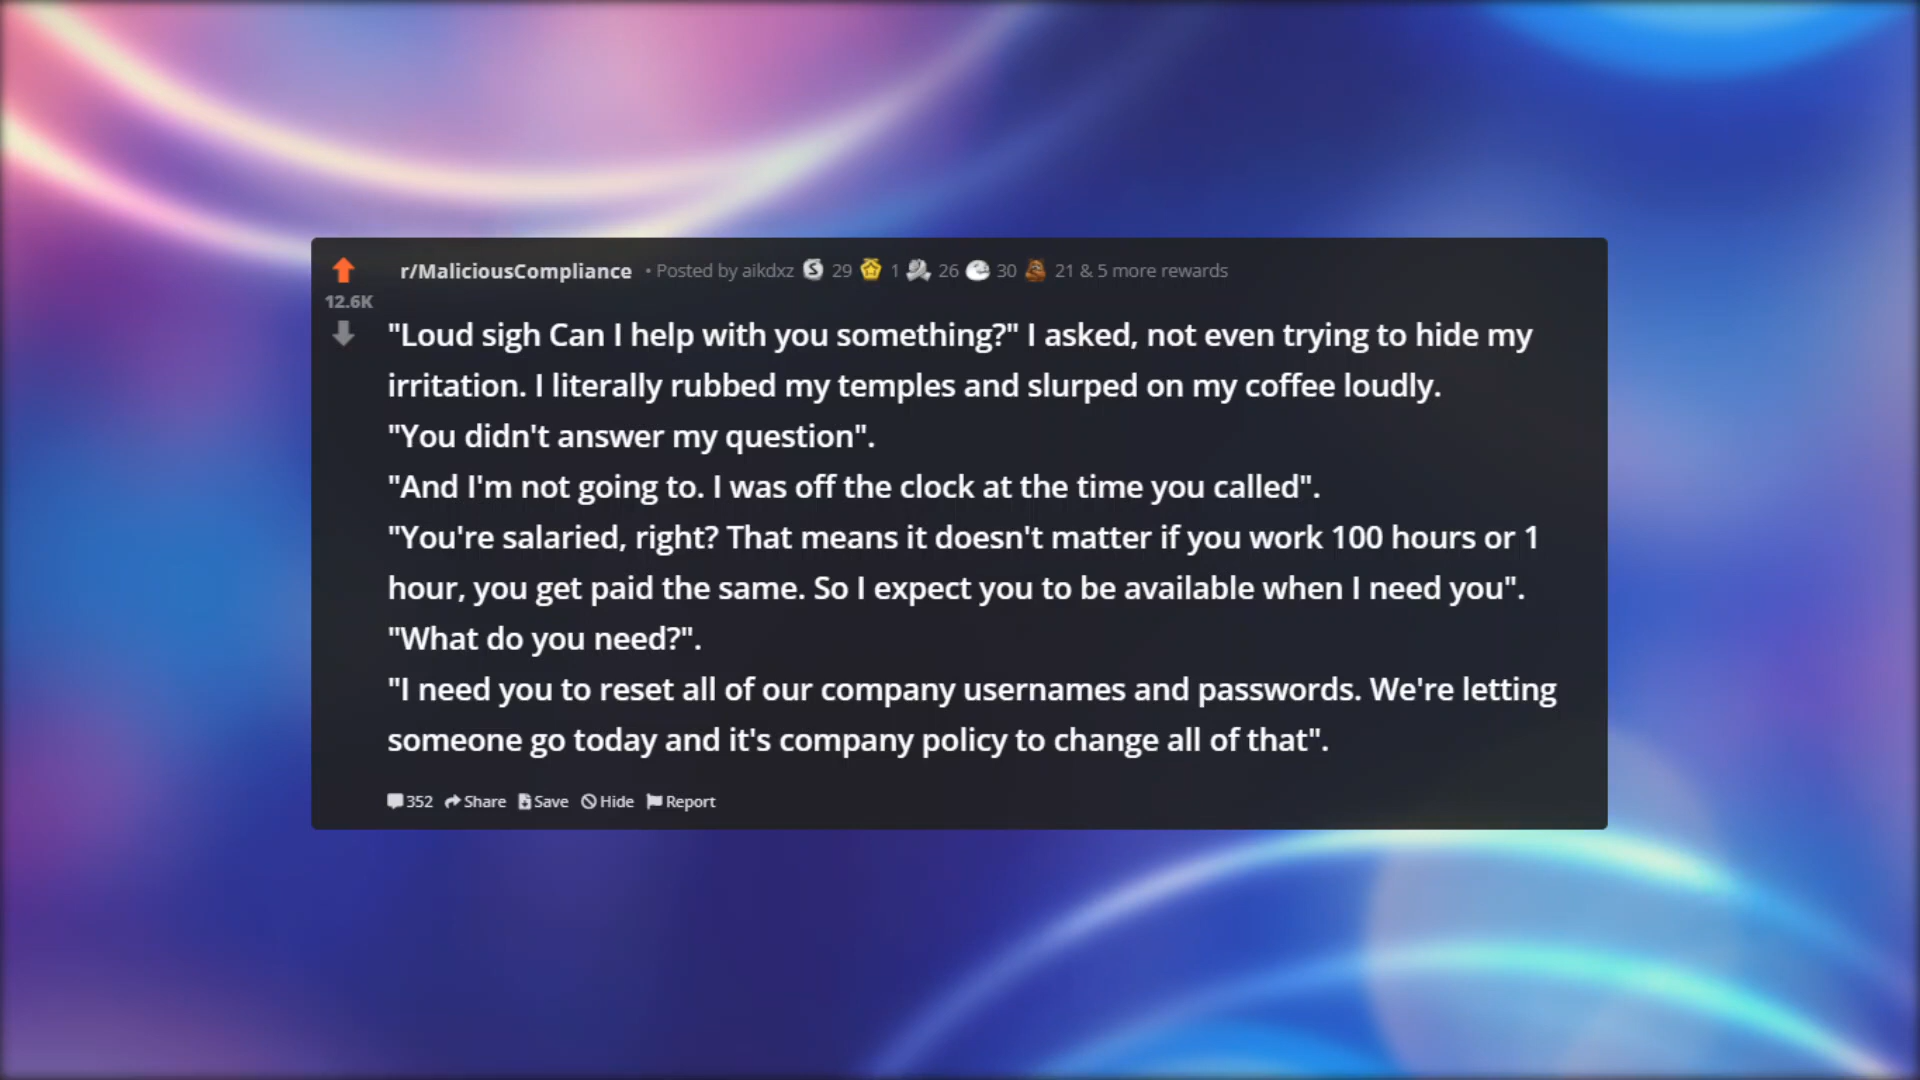 r/MaliciousCompliance • Posted by aikdxz 29 1 26 30 21 & 5 more rewards
12.6K
"Loud sigh Can I help with you something?" I asked, not even trying to hide my
irritation. I literally rubbed my temples and slurped on my coffee loudly.
"You didn't answer my question".
"And I'm not going to. I was off the clock at the time you called".
"You're salaried, right? That means it doesn't matter if you work 100 hours or 1
hour, you get paid the same. So I expect you to be available when I need you".
"What do you need?".
"I need you to reset all of our company usernames and passwords. We're letting
someone go today and it's company policy to change all of that".
352 Share Save Hide Report